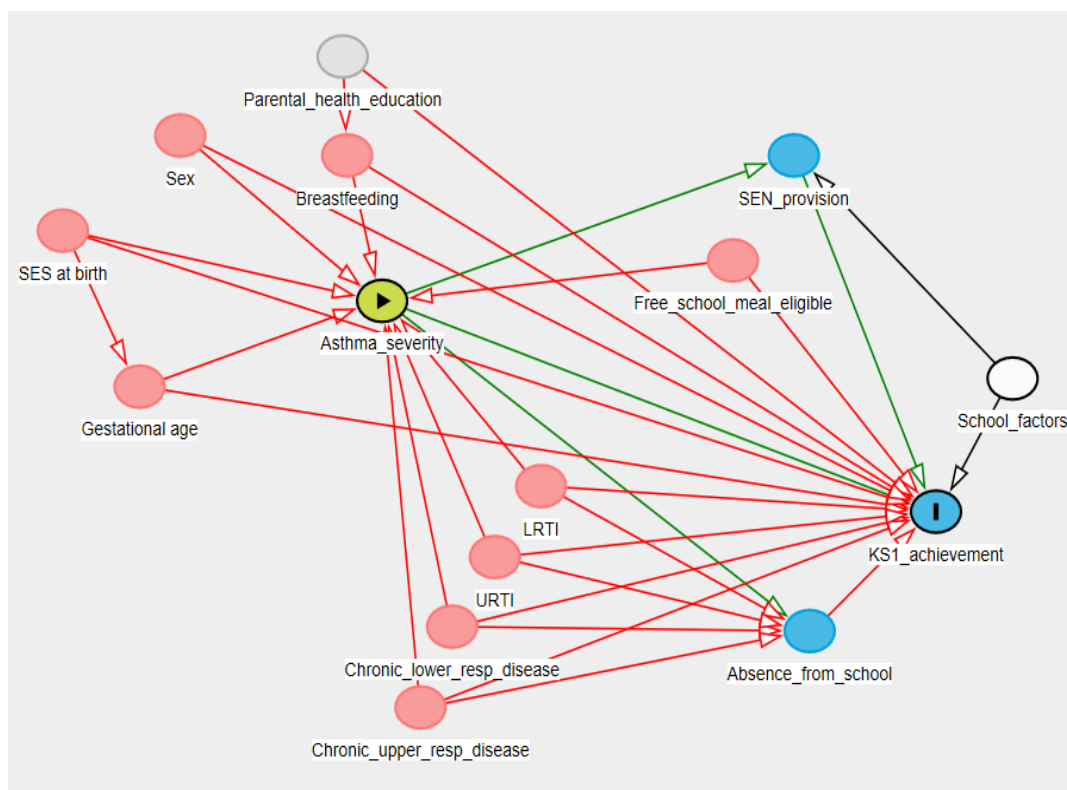 Parental_health_education
Sex
Breastfeeding
SEN_provision
SES at birth
Free_school_meal_eligible
Asthma_severity
School_factors
Gestational age
LRTI
KS1_achievement
URTI
Chronic_lower_resp_disease
Absence_from_school
Chronic_upper_resp_disease